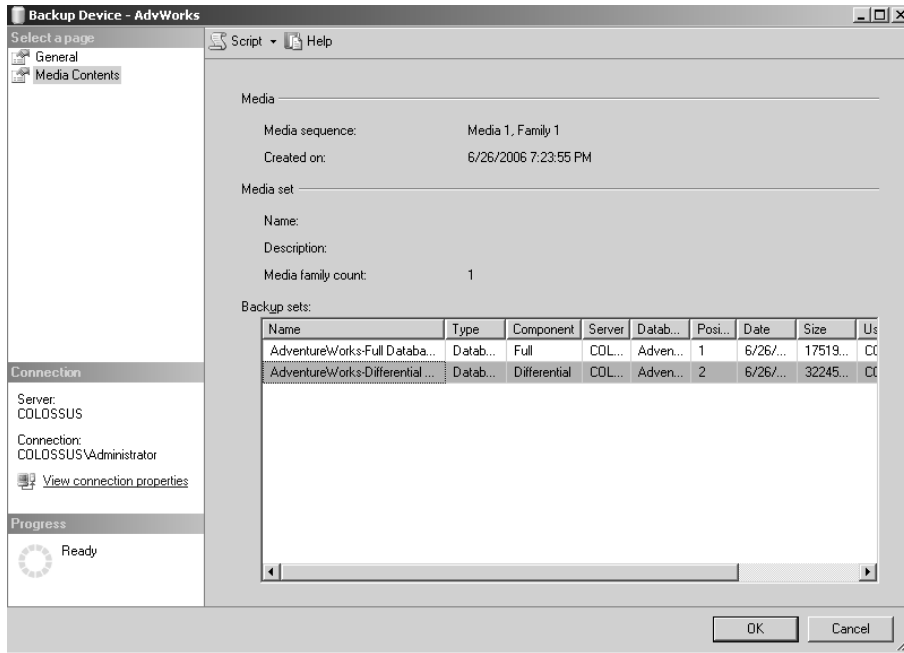 Backup Device - AdvWorks
Select a page
General
Media Contents
Script Help
Media
Media sequence: Media 1, Family 1
Created on: 6/26/2006 7:23:55 PM
Media set
Name:
Description:
Media family count: 1
Backup sets:
Name Type Component Server Datab... Posi... Date Size Us
AdventureWorks-Full Databa... Datab... Full COL... Adven... 1 6/26/... 17519... CO
AdventureWorks-Differential ... Datab... Differential COL... Adven... 2 6/26/... 32245... CO
Connection
Server:
COLOSSUS
Connection:
COLOSSUS\Administrator
View connection properties
Progress
Ready
OK Cancel